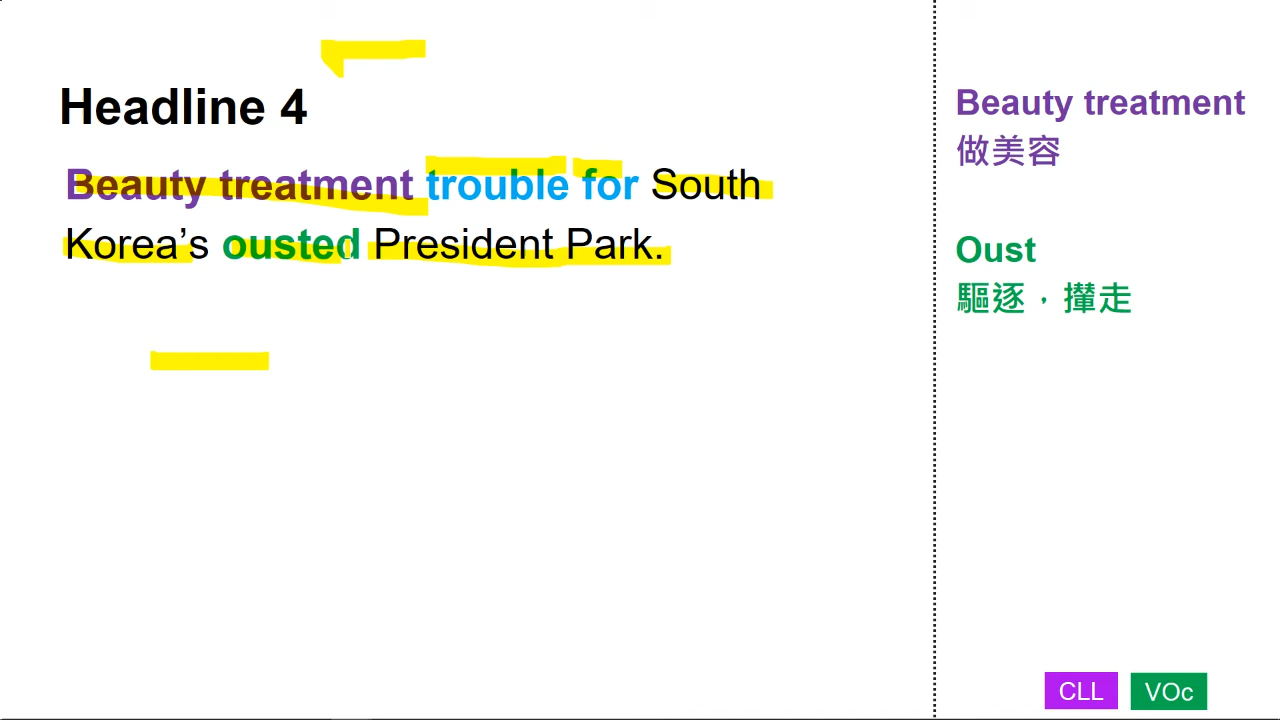 Headline 4
Beauty treatment trouble for South
Korea’s ousted President Park.
Beauty treatment
做美容
Oust
驅逐，攆走
CLL
VOc